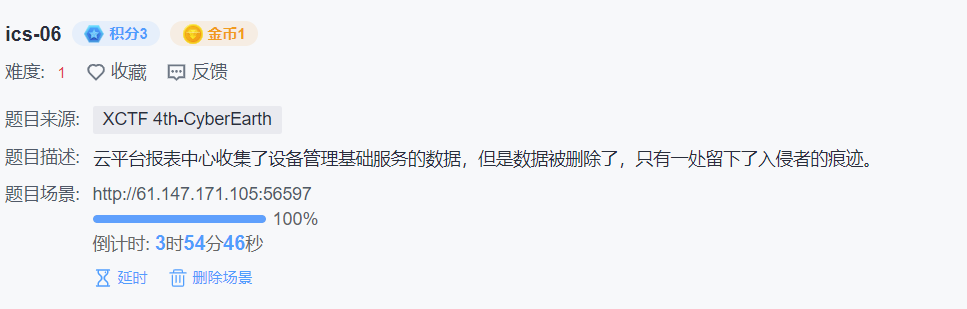 ics-06 积分3 金币1
难度: 1 收藏 反馈
题目来源: XCTF 4th-CyberEarth
题目描述: 云平台报表中心收集了设备管理基础服务的数据，但是数据被删除了，只有一处留下了入侵者的痕迹。
题目场景: http://61.147.171.105:56597
100%
倒计时: 3时54分46秒
延时 删除场景